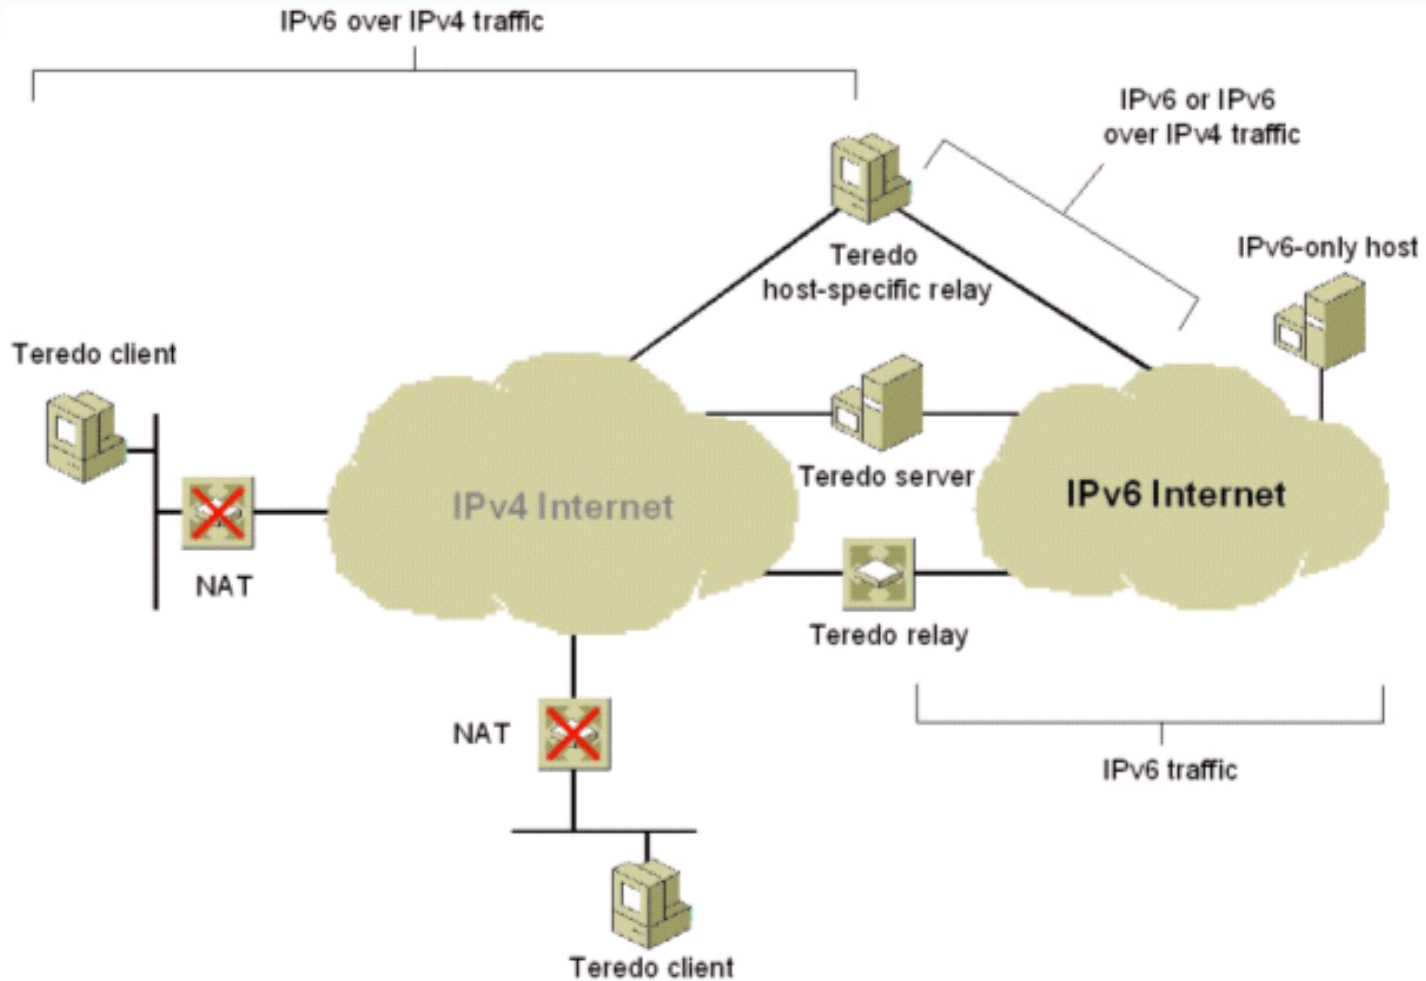 IPv6 over IPv4 traffic
IPv6 or IPv6
over IPv4 traffic
IPv6-only host
Teredo
host-specific relay
Teredo client
Teredo server
IPv4 Internet
IPv6 Internet
NAT
Teredo relay
NAT
IPv6 traffic
Teredo client